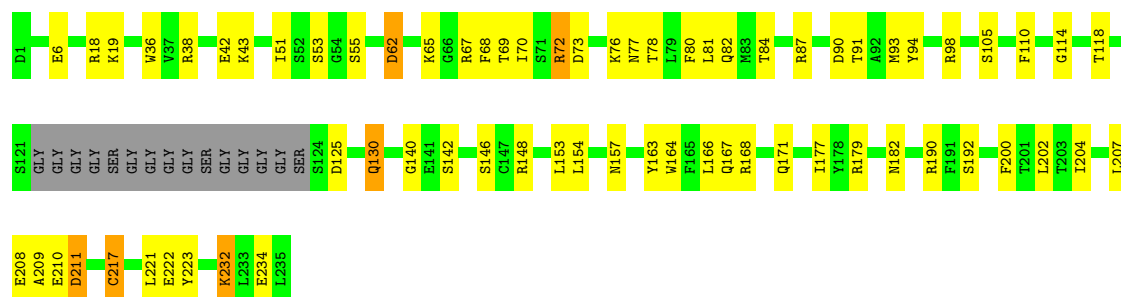 D1 E6 R18 K19 W36 V37 R38 E42 K43 I51 S52 S53 G54 S55 D62 K65 G66 R67 F68 T69 I70 S71 R72 D73 K76 N77 T78 L79 F80 L81 Q82 M83 T84 R87 D90 T91 A92 M93 Y94 R98 S105 F110 G114 T118
S121 GLY GLY GLY GLY SER GLY GLY GLY GLY SER GLY GLY GLY GLY SER S124 D125 Q130 G140 E141 S142 S146 C147 R148 L153 L154 N157 Y163 W164 F165 L166 Q167 R168 Q171 I177 Y178 R179 N182 R190 F191 S192 F200 T201 L202 T203 I204 L207
E208 A209 E210 D211 C217 L221 E222 Y223 K232 L233 E234 L235